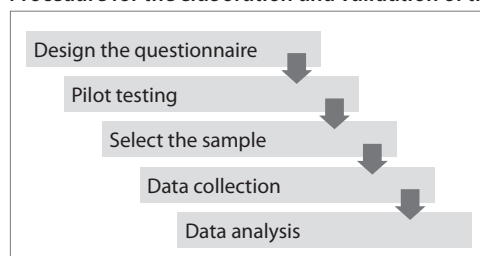 Design the questionnaire
Pilot testing
Select the sample
Data collection
Data analysis